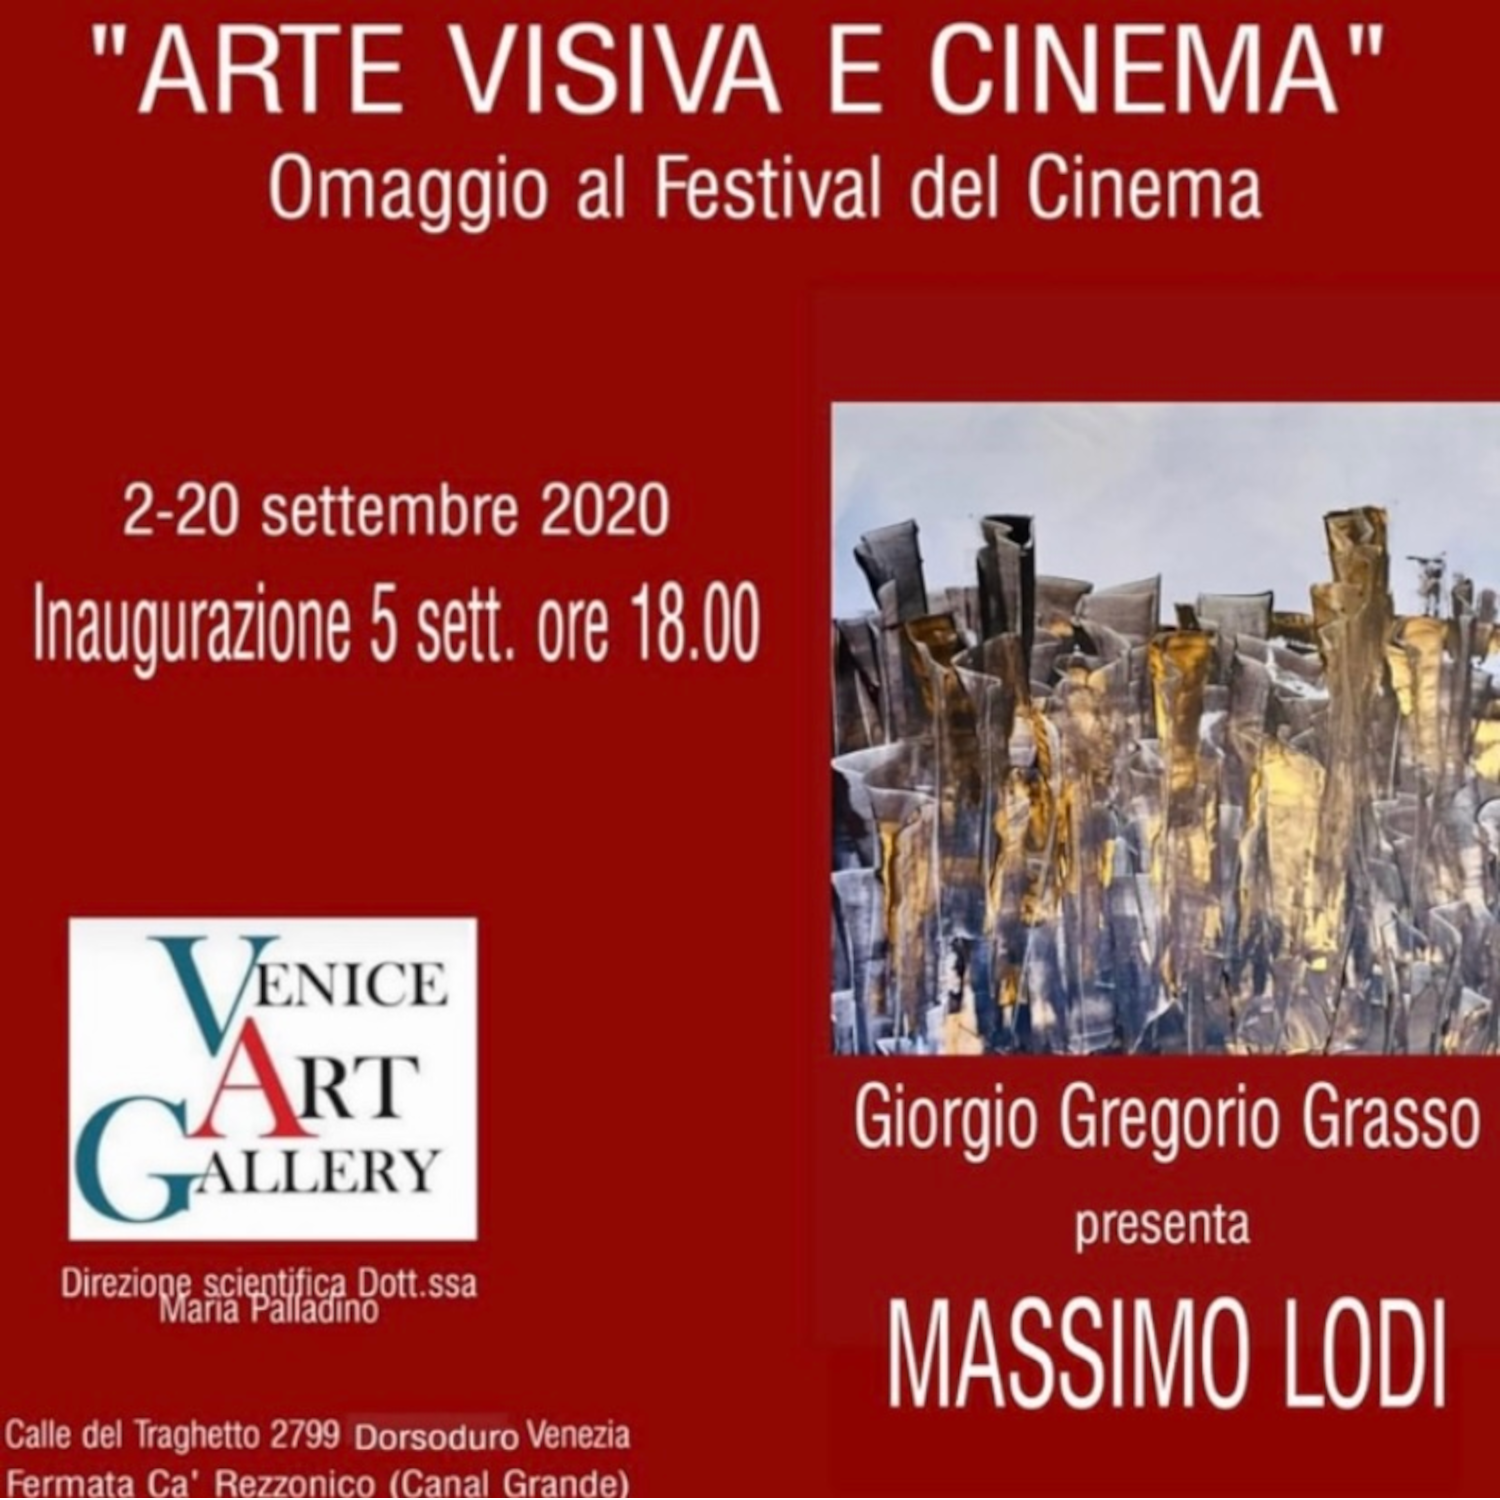 "ARTE VISIVA E CINEMA"
Omaggio al Festival del Cinema
2-20 settembre 2020
Inaugurazione 5 sett. ore 18.00
VENICE
ART
GALLERY
Direzione scientifica Dott.ssa
Maria Palladino
Calle del Traghetto 2799 Dorsoduro Venezia
Fermata Ca' Rezzonico (Canal Grande)
Giorgio Gregorio Grasso
presenta
MASSIMO LODI